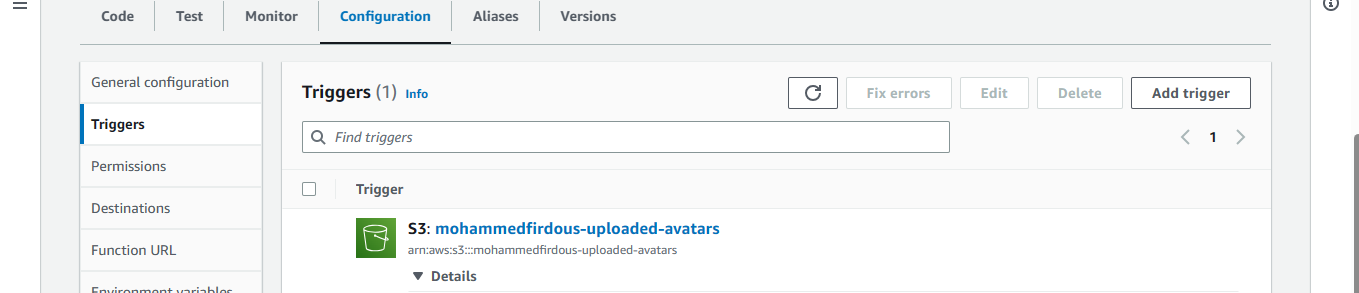 Code Test Monitor Configuration Aliases Versions
General configuration
Triggers
Permissions
Destinations
Function URL
Environment variables
Triggers (1) Info
Fix errors Edit Delete Add trigger
Find triggers
1
Trigger
S3: mohammedfirdous-uploaded-avatars
arn:aws:s3:::mohammedfirdous-uploaded-avatars
Details